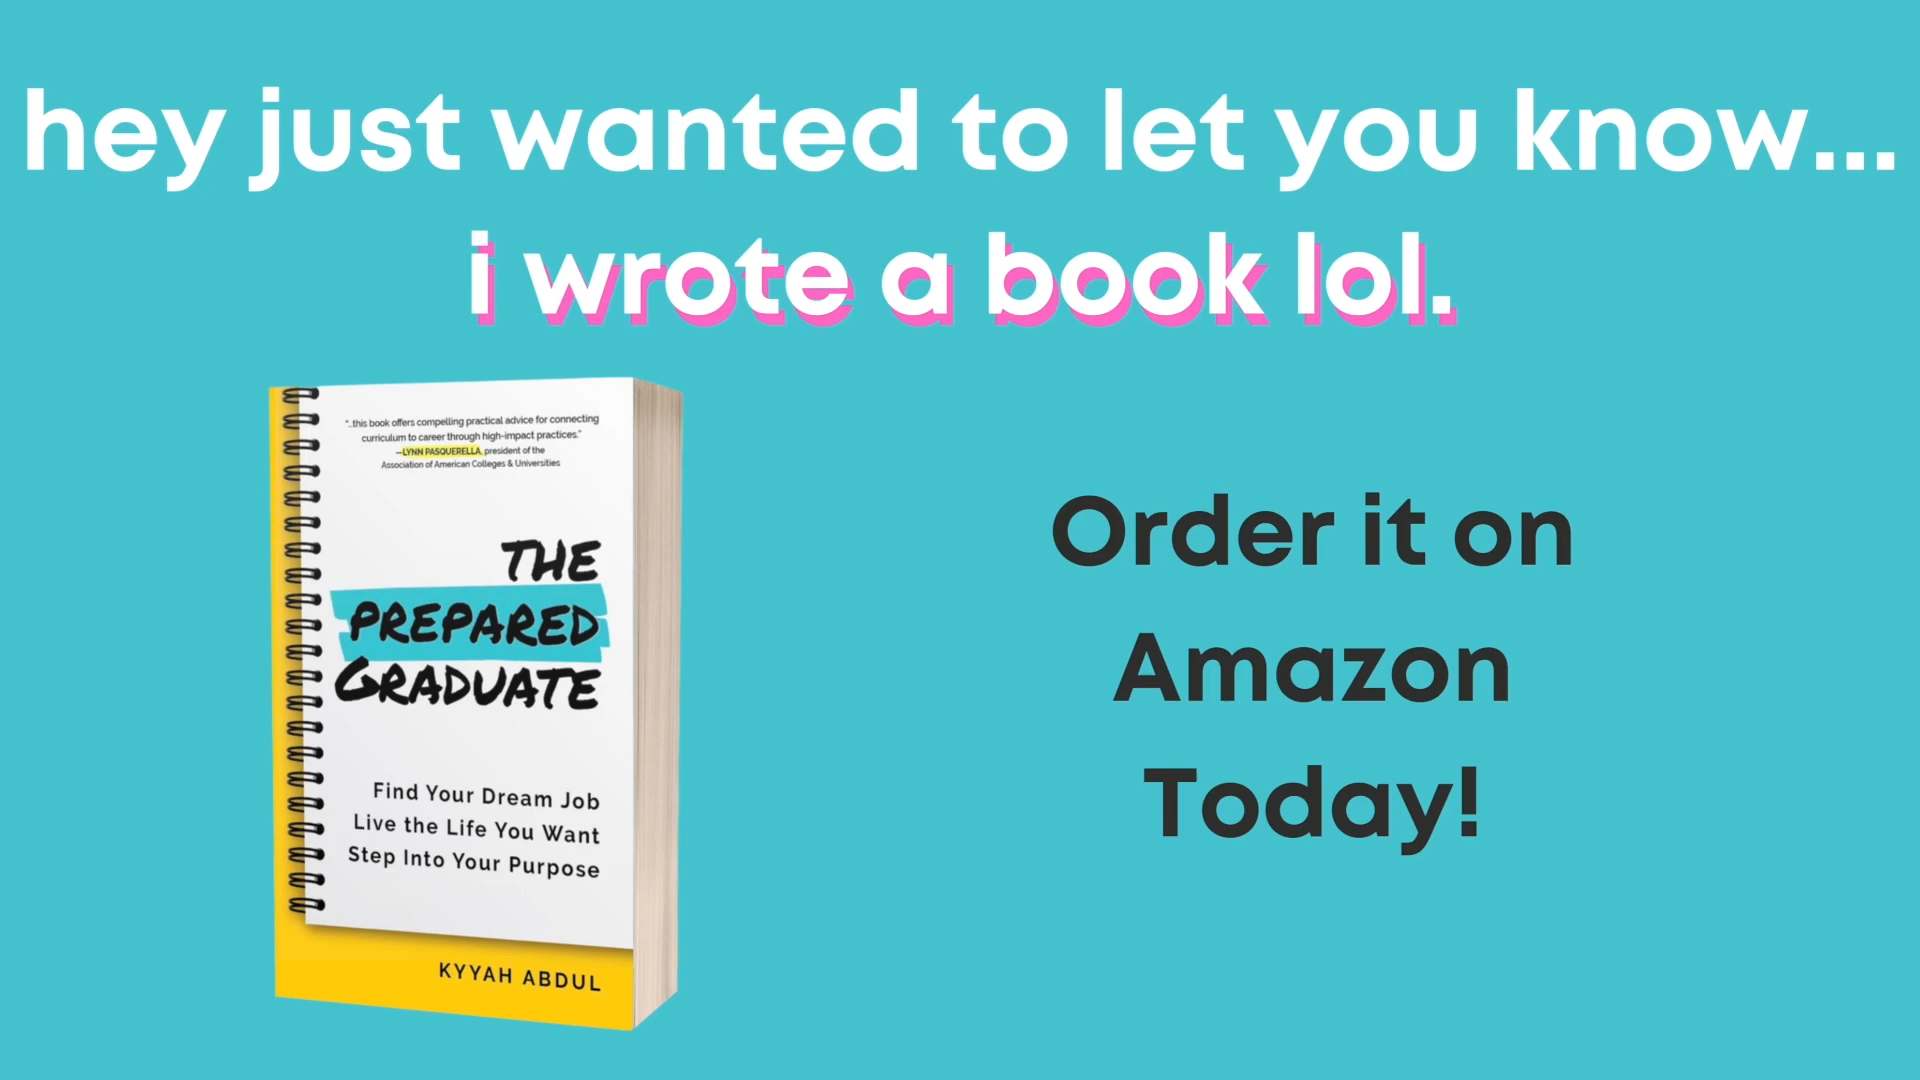 hey just wanted to let you know...
i wrote a book lol.
"...this book offers compelling practical advice for connecting
curriculum to career through high-impact practices."
—LYNN PASQUERELLA, president of the
Association of American Colleges & Universities
THE
PREPARED
GRADUATE
Find Your Dream Job
Live the Life You Want
Step Into Your Purpose
KYYAH ABDUL
Order it on
Amazon
Today!